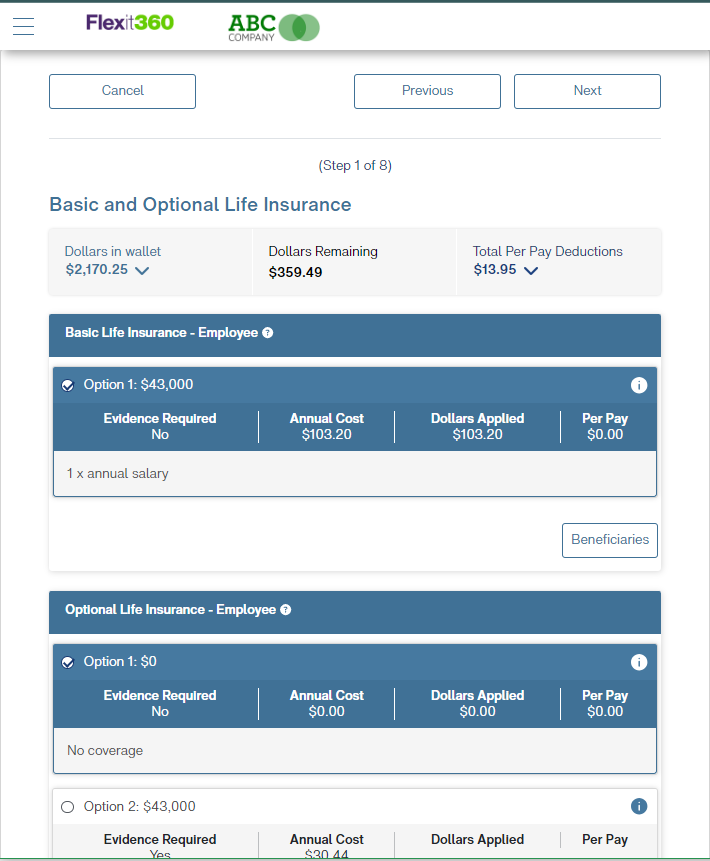 Flexit360 ABC COMPANY
Cancel Previous Next
(Step 1 of 8)
Basic and Optional Life Insurance
Dollars in wallet Dollars Remaining Total Per Pay Deductions
$2,170.25 $359.49 $13.95
Basic Life Insurance - Employee ?
Option 1: $43,000 i
Evidence Required Annual Cost Dollars Applied Per Pay
No $103.20 $103.20 $0.00
1 x annual salary
Beneficiaries
Optional Life Insurance - Employee ?
Option 1: $0 i
Evidence Required Annual Cost Dollars Applied Per Pay
No $0.00 $0.00 $0.00
No coverage
Option 2: $43,000 i
Evidence Required Annual Cost Dollars Applied Per Pay
Yes $30.44